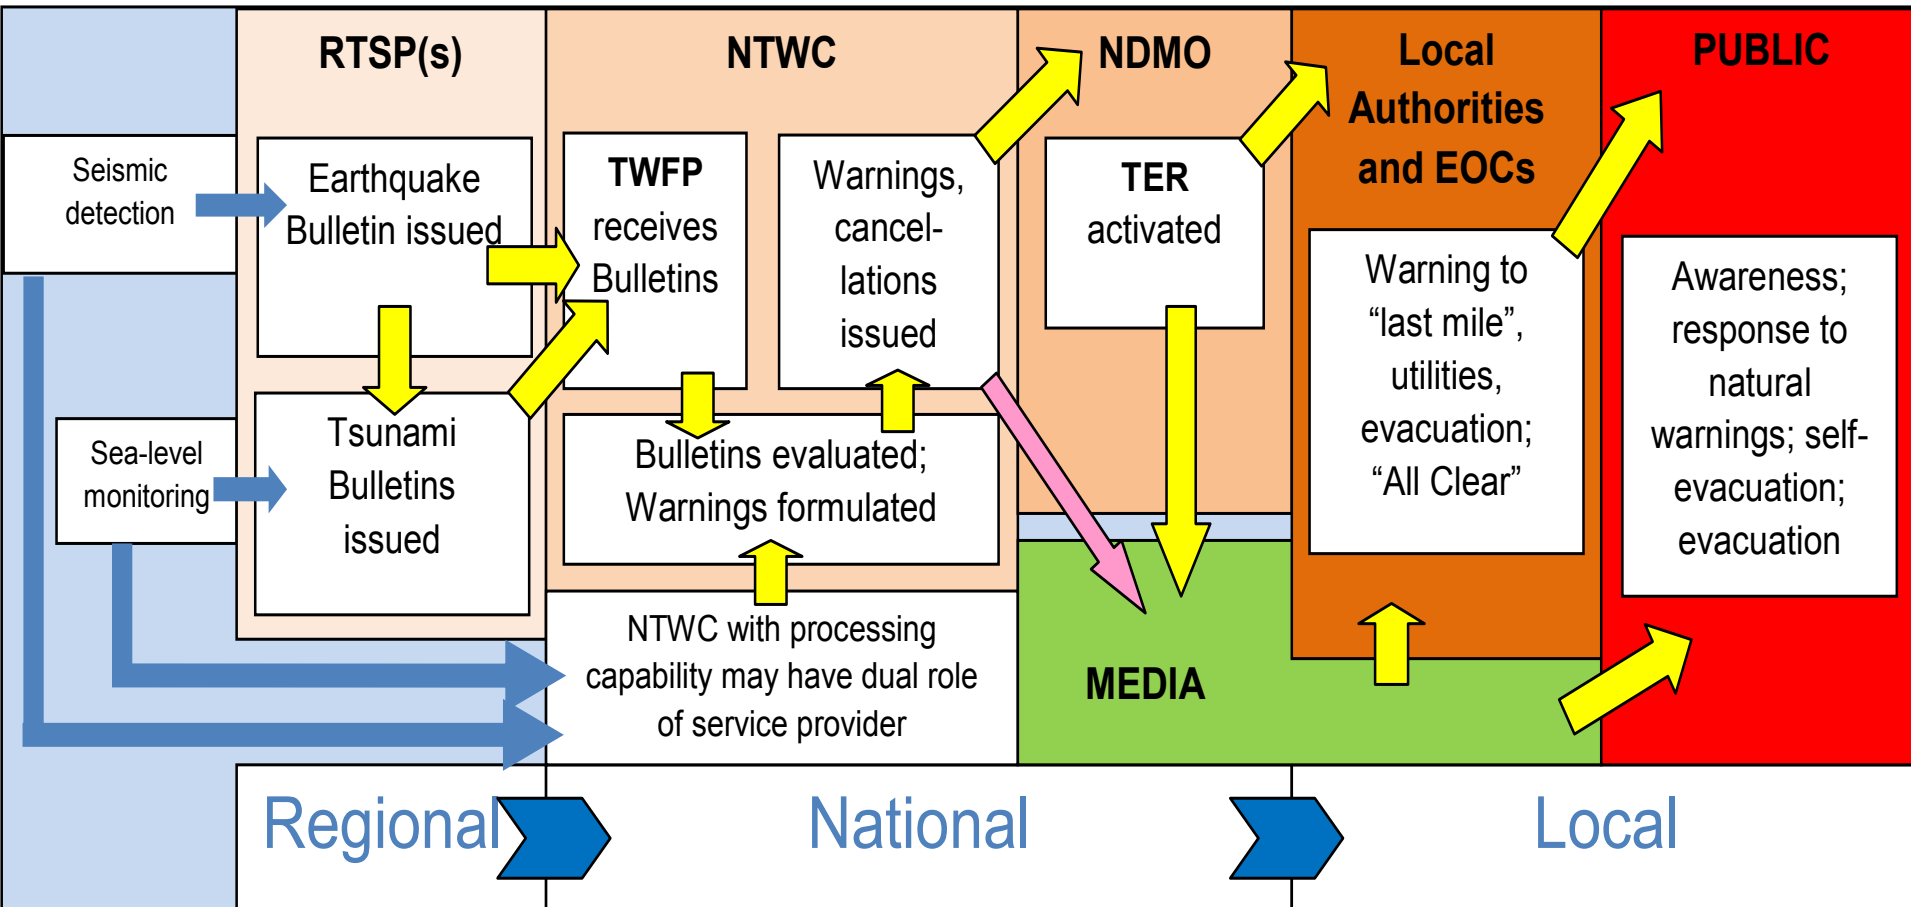 RTSP(s)
NTWC
NDMO
Local
Authorities
and EOCs
PUBLIC
Seismic
detection
Earthquake
Bulletin issued
TWFP
receives
Bulletins
Warnings,
cancel-
lations
issued
TER
activated
Warning to
“last mile”,
utilities,
evacuation;
“All Clear”
Awareness;
response to
natural
warnings; self-
evacuation;
evacuation
Sea-level
monitoring
Tsunami
Bulletins
issued
Bulletins evaluated;
Warnings formulated
NTWC with processing
capability may have dual role
of service provider
MEDIA
Regional
National
Local